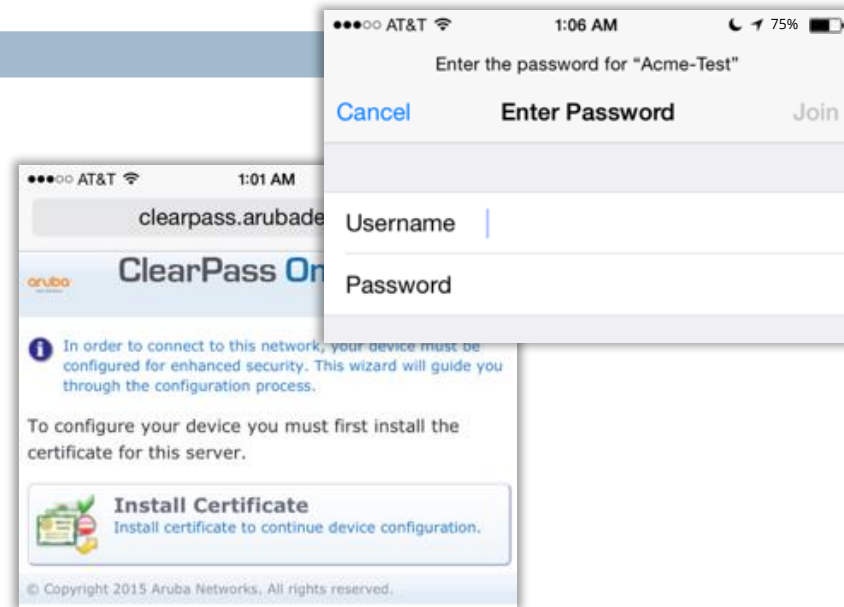 AT&T 1:06 AM 75%
Enter the password for “Acme-Test”
Cancel Enter Password Join
Username
Password
AT&T 1:01 AM
clearpass.arubade
aruba ClearPass On
In order to connect to this network, your device must be
configured for enhanced security. This wizard will guide you
through the configuration process.
To configure your device you must first install the
certificate for this server.
Install Certificate
Install certificate to continue device configuration.
© Copyright 2015 Aruba Networks. All rights reserved.